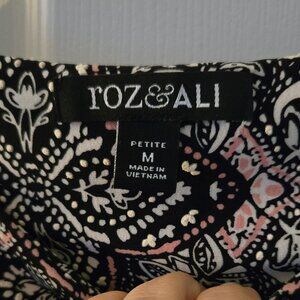 roz&ALI
PETITE
M
MADE IN
VIETNAM